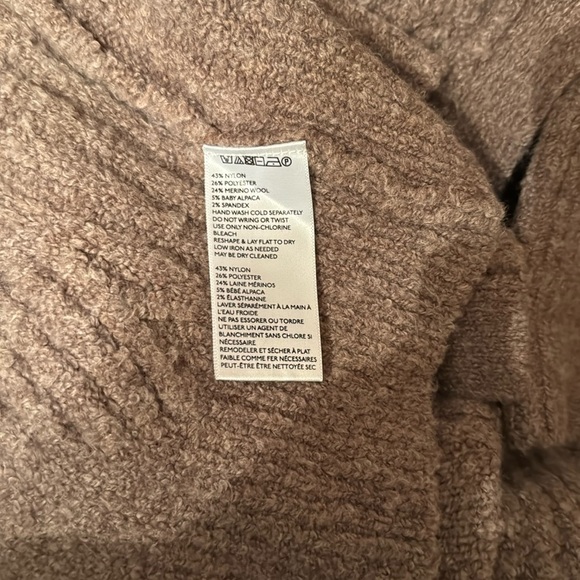 43% NYLON
26% POLYESTER
24% MERINO WOOL
5% BABY ALPACA
2% SPANDEX
HAND WASH COLD SEPARATELY
DO NOT WRING OR TWIST
USE ONLY NON-CHLORINE
BLEACH
RESHAPE & LAY FLAT TO DRY
LOW IRON AS NEEDED
MAY BE DRY CLEANED
43% NYLON
26% POLYESTER
24% LAINE MÉRINOS
5% BÉBÉ ALPACA
2% ÉLASTHANNE
LAVER SÉPARÉMENT À LA MAIN À
L'EAU FROIDE
NE PAS ESSORER OU TORDRE
UTILISER UN AGENT DE
BLANCHIMENT SANS CHLORE SI
NÉCESSAIRE
REMODELER ET SÉCHER À PLAT
FAIBLE COMME FER NÉCESSAIRES
PEUT-ÊTRE ÊTRE NETTOYÉE SEC